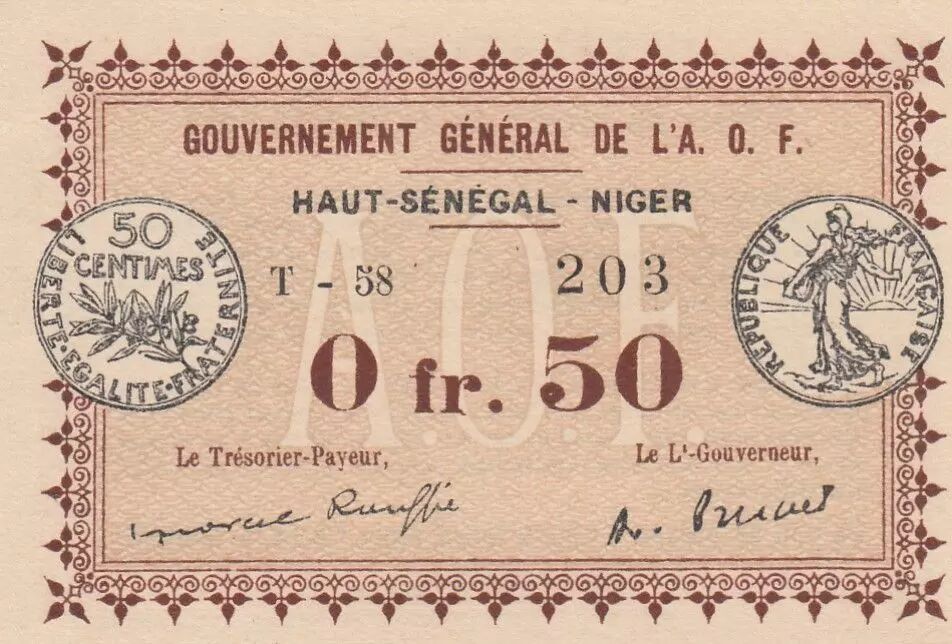 GOUVERNEMENT GÉNÉRAL DE L'A. O. F.
HAUT-SÉNÉGAL - NIGER
50
CENTIMES
LIBERTE·EGALITE·FRATERNITE
REPUBLIQUE FRANÇAISE
T - 58 203
A.O.F.
0 fr. 50
Le Trésorier-Payeur, Le Lt-Gouverneur,